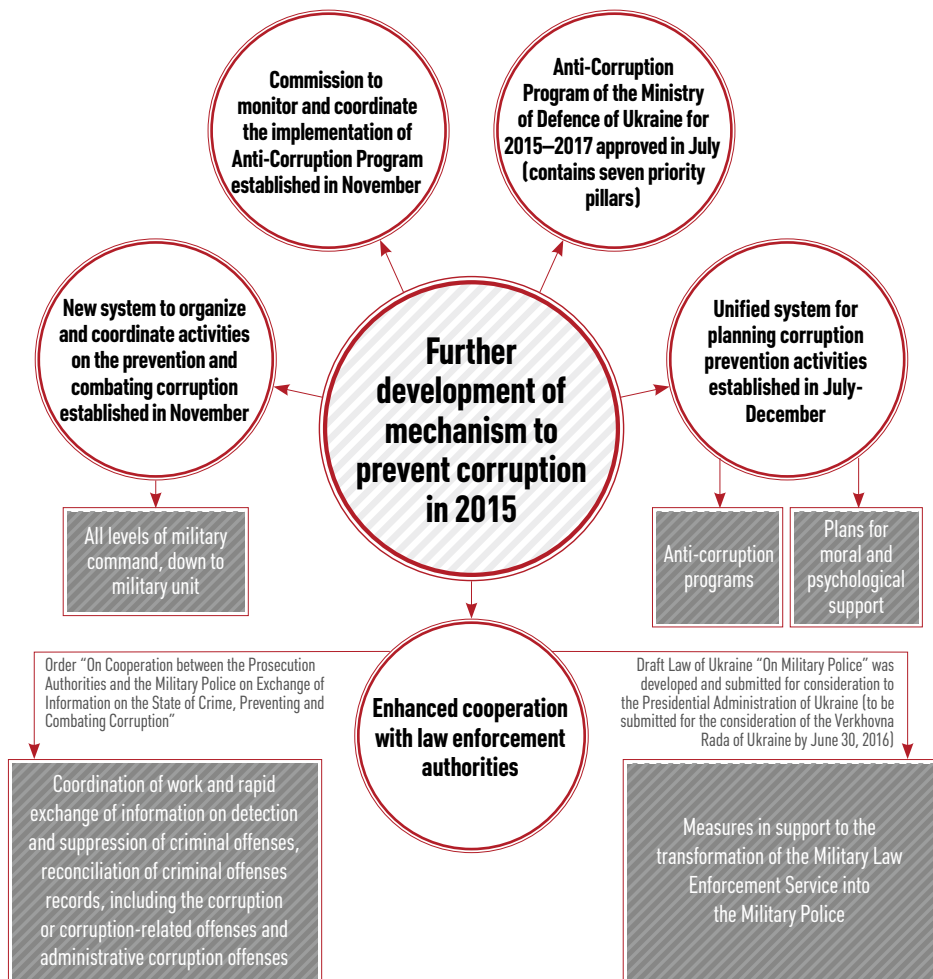 Commission to
monitor and coordinate
the implementation of
Anti-Corruption Program
established in November
Anti-Corruption
Program of the Ministry
of Defence of Ukraine for
2015–2017 approved in July
(contains seven priority
pillars)
New system to organize
and coordinate activities
on the prevention and
combating corruption
established in November
Further
development of
mechanism to
prevent corruption
in 2015
Unified system for
planning corruption
prevention activities
established in July-
December
All levels of military
command, down to
military unit
Anti-corruption
programs
Plans for
moral and
psychological
support
Order “On Cooperation between the Prosecution
Authorities and the Military Police on Exchange of
Information on the State of Crime, Preventing and
Combating Corruption”
Enhanced cooperation
with law enforcement
authorities
Draft Law of Ukraine “On Military Police” was
developed and submitted for consideration to
the Presidential Administration of Ukraine (to be
submitted for the consideration of the Verkhovna
Rada of Ukraine by June 30, 2016)
Coordination of work and rapid
exchange of information on detection
and suppression of criminal offenses,
reconciliation of criminal offenses
records, including the corruption
or corruption-related offenses and
administrative corruption offenses
Measures in support to the
transformation of the Military Law
Enforcement Service into
the Military Police